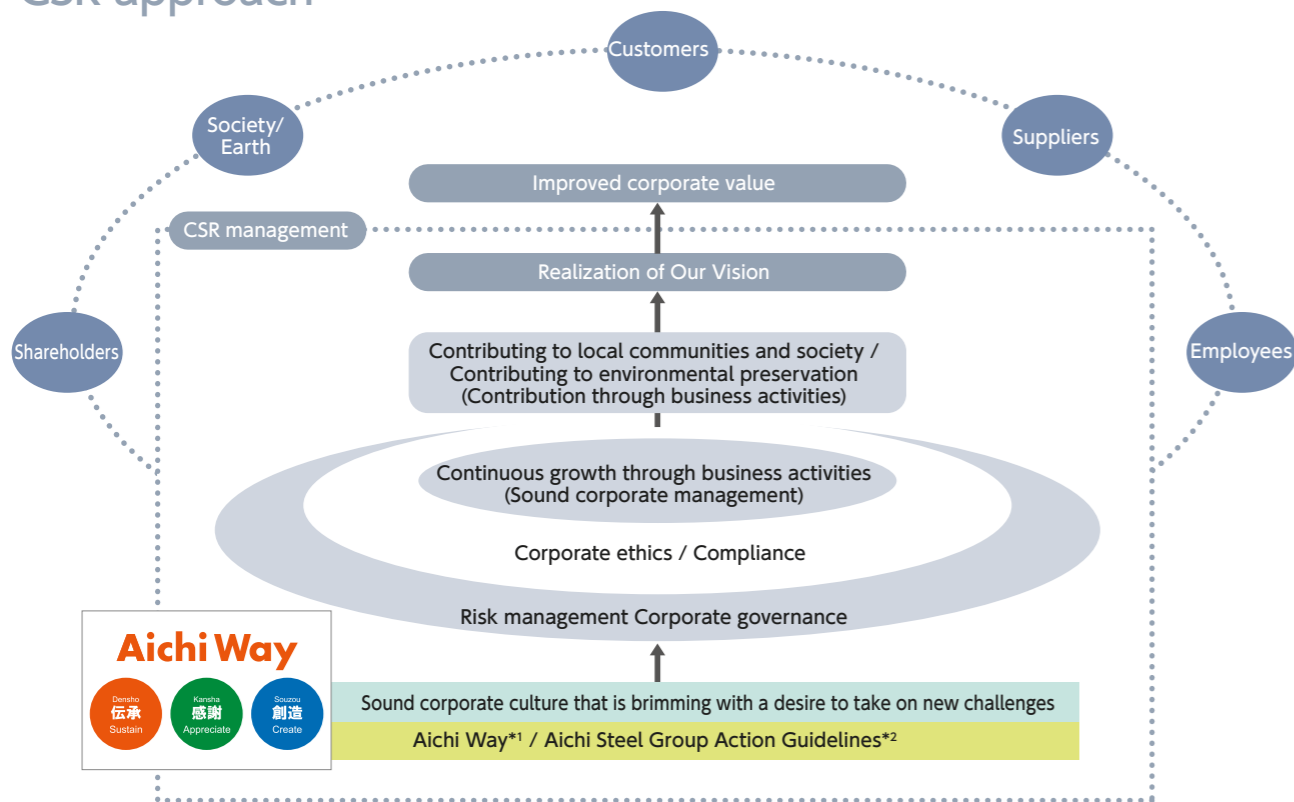 CSR approach
Customers
Society/
Earth
Suppliers
Improved corporate value
CSR management
Realization of Our Vision
Shareholders
Employees
Contributing to local communities and society /
Contributing to environmental preservation
(Contribution through business activities)
Continuous growth through business activities
(Sound corporate management)
Corporate ethics / Compliance
Risk management Corporate governance
Aichi Way
Densho
伝承
Sustain
Kansha
感謝
Appreciate
Souzou
創造
Create
Sound corporate culture that is brimming with a desire to take on new challenges
Aichi Way*1 / Aichi Steel Group Action Guidelines*2